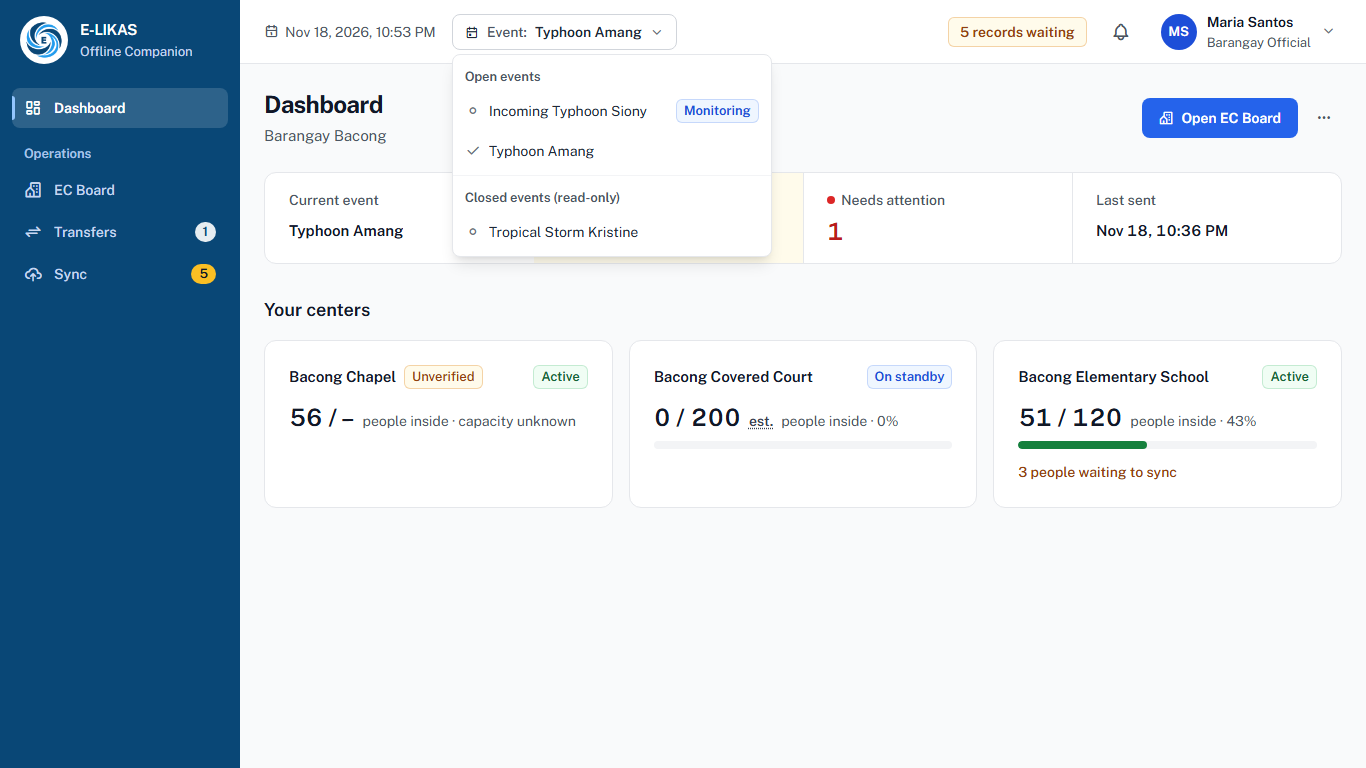 E-LIKAS
Offline Companion
Dashboard
Operations
EC Board
Transfers 1
Sync 5
Nov 18, 2026, 10:53 PM
Event: Typhoon Amang
5 records waiting
MS
Maria Santos
Barangay Official
Open events
Incoming Typhoon Siony Monitoring
Typhoon Amang
Closed events (read-only)
Tropical Storm Kristine
Dashboard
Barangay Bacong
Open EC Board
Current event
Typhoon Amang
Needs attention
1
Last sent
Nov 18, 10:36 PM
Your centers
Bacong Chapel Unverified Active
56 / – people inside · capacity unknown
Bacong Covered Court On standby
0 / 200 est. people inside · 0%
Bacong Elementary School Active
51 / 120 people inside · 43%
3 people waiting to sync